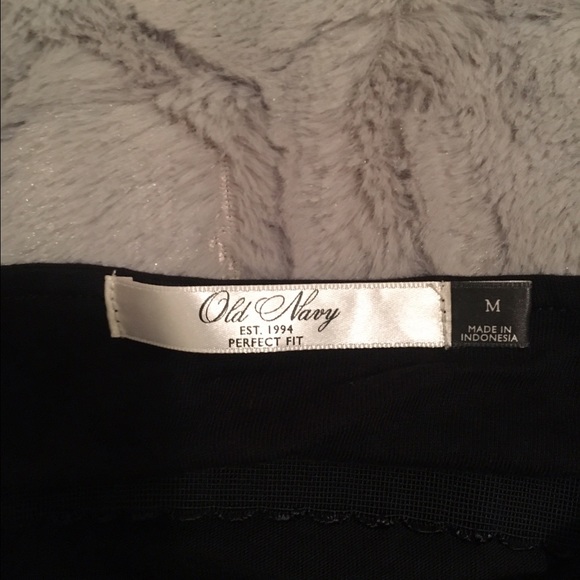 Old Navy
EST. 1994
PERFECT FIT
M
MADE IN
INDONESIA